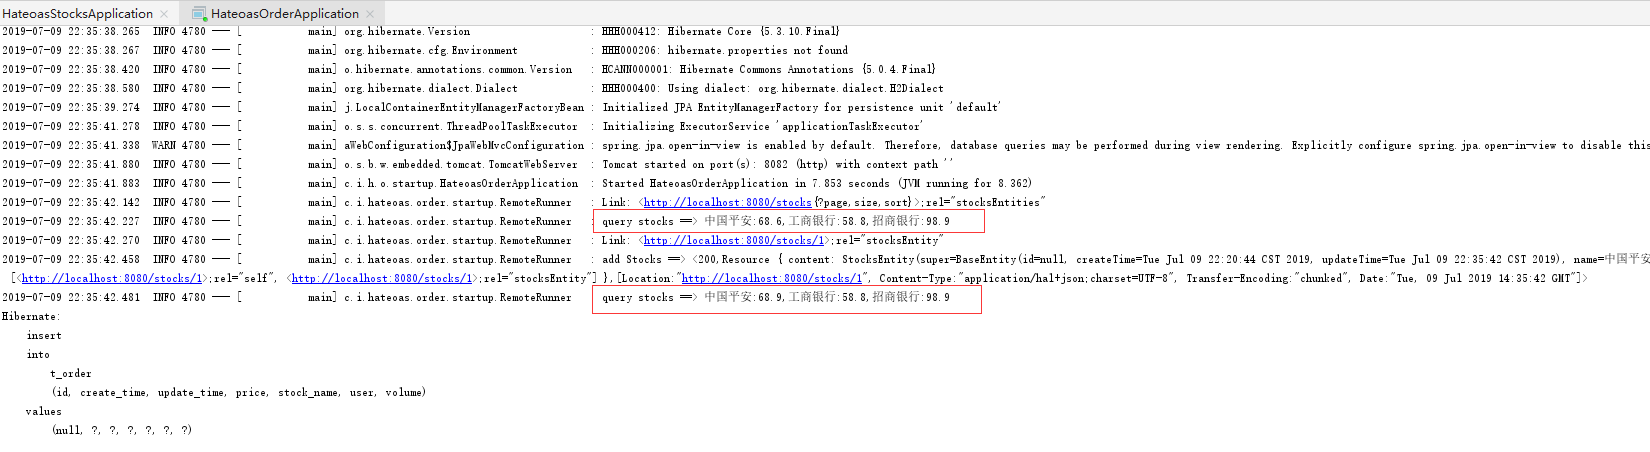 HateoasStocksApplication × HateoasOrderApplication ×
2019-07-09 22:35:38.265 INFO 4780 --- [ main] org.hibernate.Version : HHH000412: Hibernate Core {5.3.10.Final}
2019-07-09 22:35:38.267 INFO 4780 --- [ main] org.hibernate.cfg.Environment : HHH000206: hibernate.properties not found
2019-07-09 22:35:38.420 INFO 4780 --- [ main] o.hibernate.annotations.common.Version : HCANN000001: Hibernate Commons Annotations {5.0.4.Final}
2019-07-09 22:35:38.580 INFO 4780 --- [ main] org.hibernate.dialect.Dialect : HHH000400: Using dialect: org.hibernate.dialect.H2Dialect
2019-07-09 22:35:39.274 INFO 4780 --- [ main] j.LocalContainerEntityManagerFactoryBean : Initialized JPA EntityManagerFactory for persistence unit 'default'
2019-07-09 22:35:41.278 INFO 4780 --- [ main] o.s.s.concurrent.ThreadPoolTaskExecutor : Initializing ExecutorService 'applicationTaskExecutor'
2019-07-09 22:35:41.338 WARN 4780 --- [ main] aWebConfiguration$JpaWebMvcConfiguration : spring.jpa.open-in-view is enabled by default. Therefore, database queries may be performed during view rendering. Explicitly configure spring.jpa.open-in-view to disable this
2019-07-09 22:35:41.880 INFO 4780 --- [ main] o.s.b.w.embedded.tomcat.TomcatWebServer : Tomcat started on port(s): 8082 (http) with context path ''
2019-07-09 22:35:41.883 INFO 4780 --- [ main] c.i.h.o.startup.HateoasOrderApplication : Started HateoasOrderApplication in 7.853 seconds (JVM running for 8.362)
2019-07-09 22:35:42.142 INFO 4780 --- [ main] c.i.hateoas.order.startup.RemoteRunner : Link: <http://localhost:8080/stocks{?page,size,sort}>;rel="stocksEntities"
2019-07-09 22:35:42.227 INFO 4780 --- [ main] c.i.hateoas.order.startup.RemoteRunner : query stocks ==> 中国平安:68.6,工商银行:58.8,招商银行:98.9
2019-07-09 22:35:42.270 INFO 4780 --- [ main] c.i.hateoas.order.startup.RemoteRunner : Link: <http://localhost:8080/stocks/1>;rel="stocksEntity"
2019-07-09 22:35:42.458 INFO 4780 --- [ main] c.i.hateoas.order.startup.RemoteRunner : add Stocks ==> <200,Resource { content: StocksEntity(super=BaseEntity(id=null, createTime=Tue Jul 09 22:20:44 CST 2019, updateTime=Tue Jul 09 22:35:42 CST 2019), name=中国平安
[<http://localhost:8080/stocks/1>;rel="self", <http://localhost:8080/stocks/1>;rel="stocksEntity"] },[Location:"http://localhost:8080/stocks/1", Content-Type:"application/hal+json;charset=UTF-8", Transfer-Encoding:"chunked", Date:"Tue, 09 Jul 2019 14:35:42 GMT"]>
2019-07-09 22:35:42.481 INFO 4780 --- [ main] c.i.hateoas.order.startup.RemoteRunner : query stocks ==> 中国平安:68.9,工商银行:58.8,招商银行:98.9
Hibernate:
insert
into
t_order
(id, create_time, update_time, price, stock_name, user, volume)
values
(null, ?, ?, ?, ?, ?, ?)